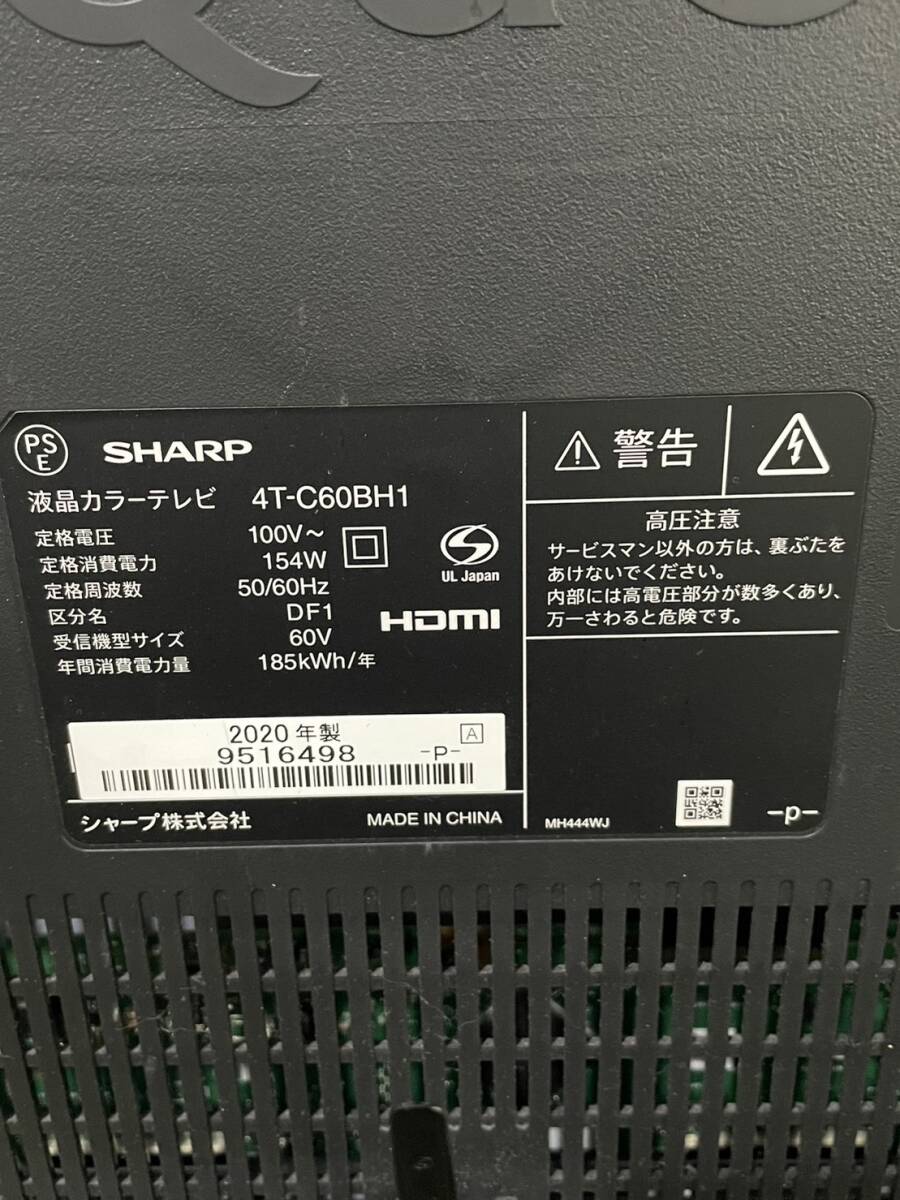 PS
E
SHARP
液晶カラーテレビ 4T-C60BH1
定格電圧 100V～
定格消費電力 154W
定格周波数 50/60Hz
区分名 DF1
受信機型サイズ 60V
年間消費電力量 185kWh/年
UL Japan
HDMI
2020 年製 A
9516498 -P-
シャープ株式会社 MADE IN CHINA
警告
高圧注意
サービスマン以外の方は、裏ぶたを
あけないでください。
内部には高電圧部分が数多くあり、
万一さわると危険です。
MH444WJ
-p-